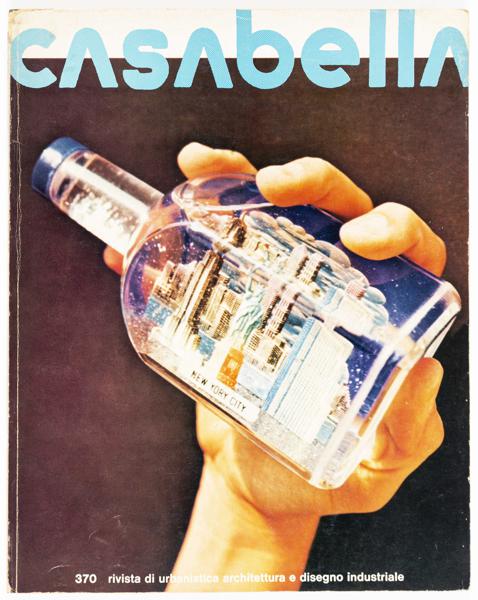 casabella
NEW YORK CITY
370 rivista di urbanistica architettura e disegno industriale